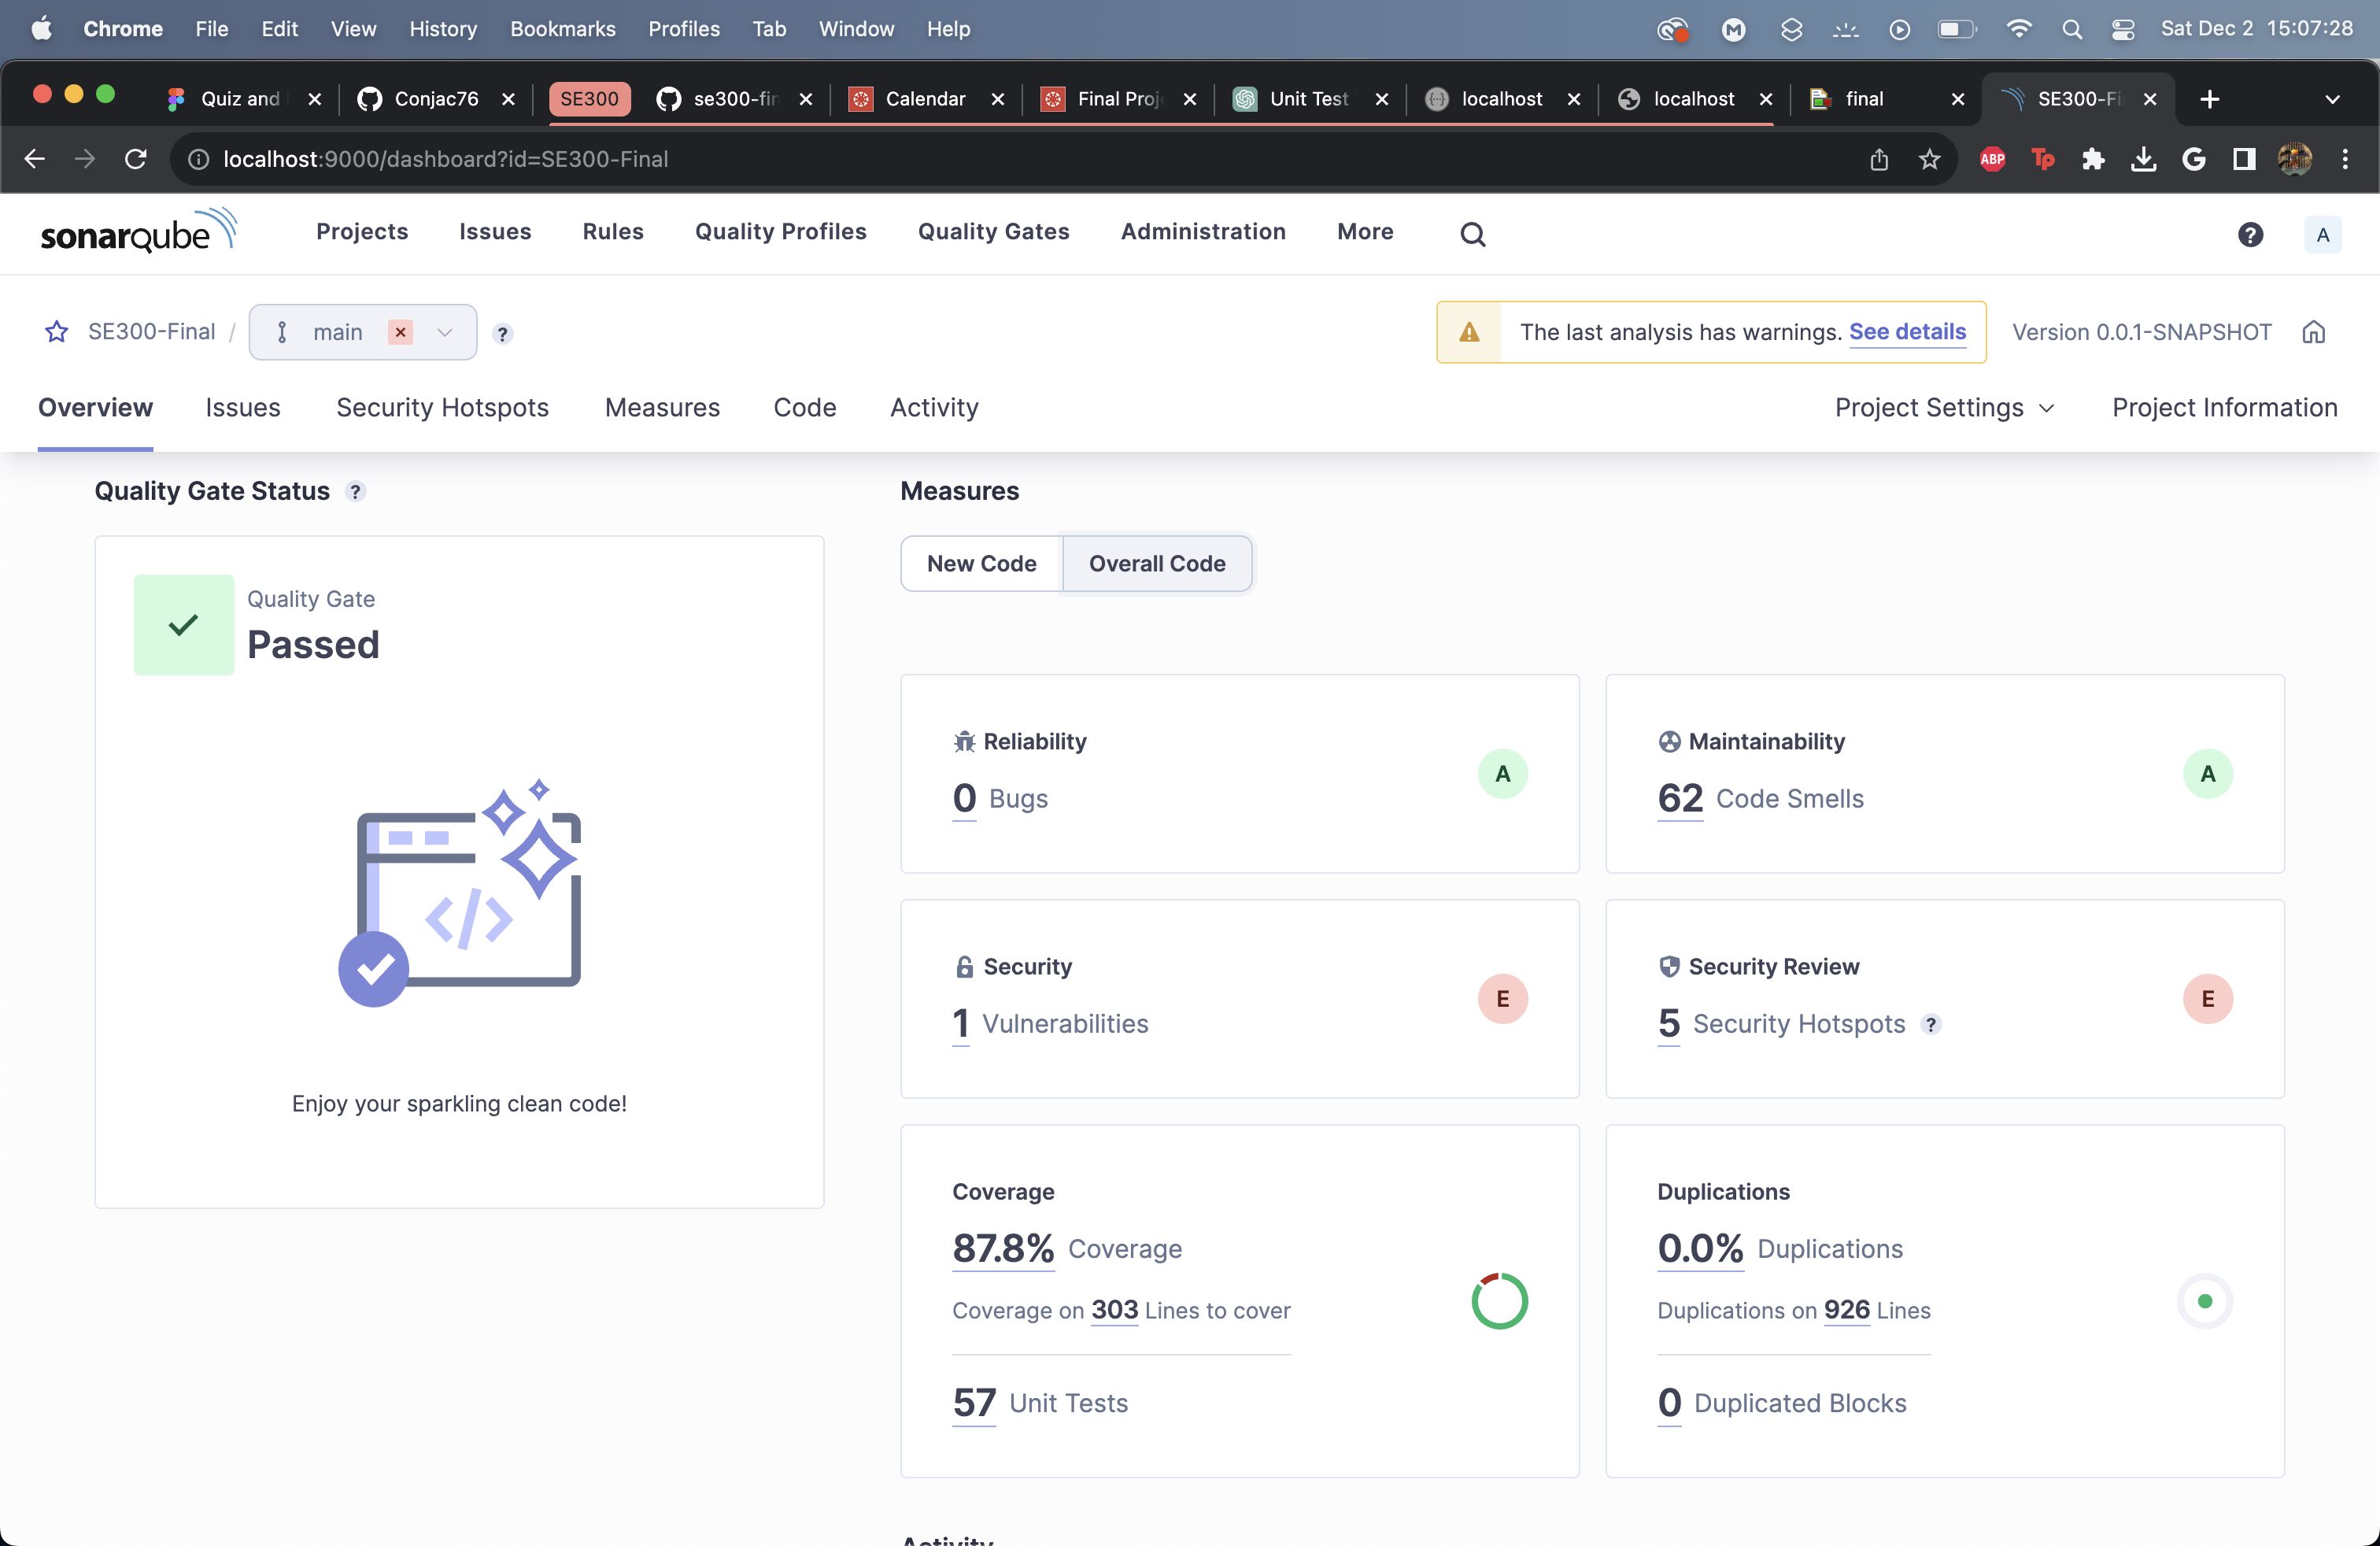 Chrome File Edit View History Bookmarks Profiles Tab Window Help Sat Dec 2 15:07:28
Quiz and Conjac76 SE300 se300-fin Calendar Final Proj Unit Test localhost localhost final SE300-Fi
localhost:9000/dashboard?id=SE300-Final ABP
sonarqube Projects Issues Rules Quality Profiles Quality Gates Administration More ? A
SE300-Final / main ? The last analysis has warnings. See details Version 0.0.1-SNAPSHOT
Overview Issues Security Hotspots Measures Code Activity Project Settings Project Information
Quality Gate Status ?
Quality Gate
Passed
</>
Enjoy your sparkling clean code!
Measures
New Code Overall Code
Reliability
0 Bugs
A
Maintainability
62 Code Smells
A
Security
1 Vulnerabilities
E
Security Review
5 Security Hotspots ?
E
Coverage
87.8% Coverage
Coverage on 303 Lines to cover
57 Unit Tests
Duplications
0.0% Duplications
Duplications on 926 Lines
0 Duplicated Blocks
Activity